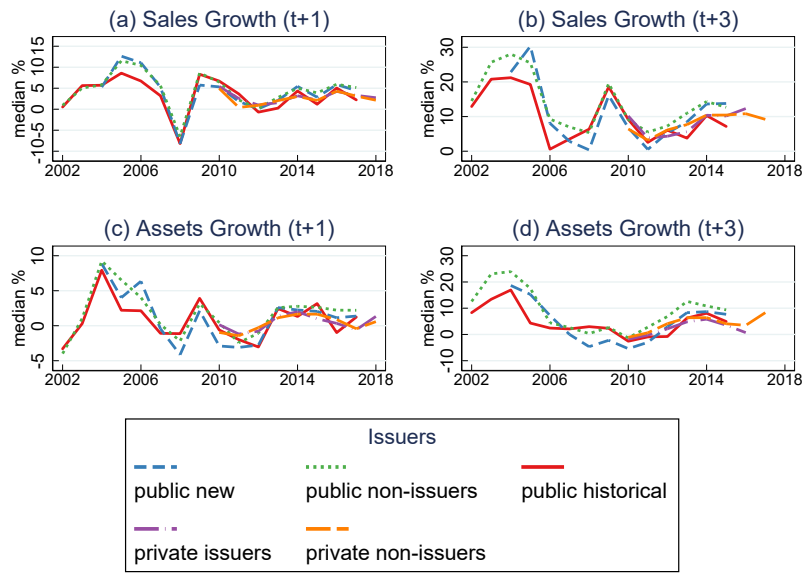 (a) Sales Growth (t+1)
median %
-10 -5 0 5 10 15
2002 2006 2010 2014 2018
(b) Sales Growth (t+3)
median %
0 10 20 30
2002 2006 2010 2014 2018
(c) Assets Growth (t+1)
median %
-5 0 5 10
2002 2006 2010 2014 2018
(d) Assets Growth (t+3)
median %
-10 0 10 20 30
2002 2006 2010 2014 2018
Issuers
public new
public non-issuers
public historical
private issuers
private non-issuers